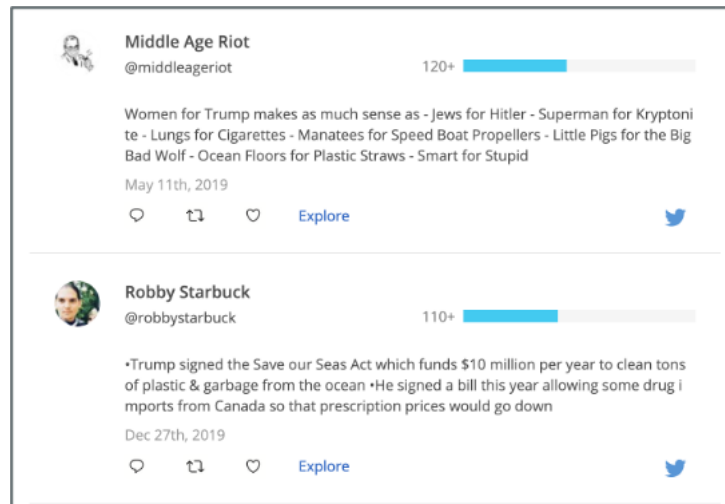 Middle Age Riot
@middleageriot
120+
Women for Trump makes as much sense as - Jews for Hitler - Superman for Kryptoni
te - Lungs for Cigarettes - Manatees for Speed Boat Propellers - Little Pigs for the Big
Bad Wolf - Ocean Floors for Plastic Straws - Smart for Stupid
May 11th, 2019
Explore
Robby Starbuck
@robbystarbuck
110+
•Trump signed the Save our Seas Act which funds $10 million per year to clean tons
of plastic & garbage from the ocean •He signed a bill this year allowing some drug i
mports from Canada so that prescription prices would go down
Dec 27th, 2019
Explore